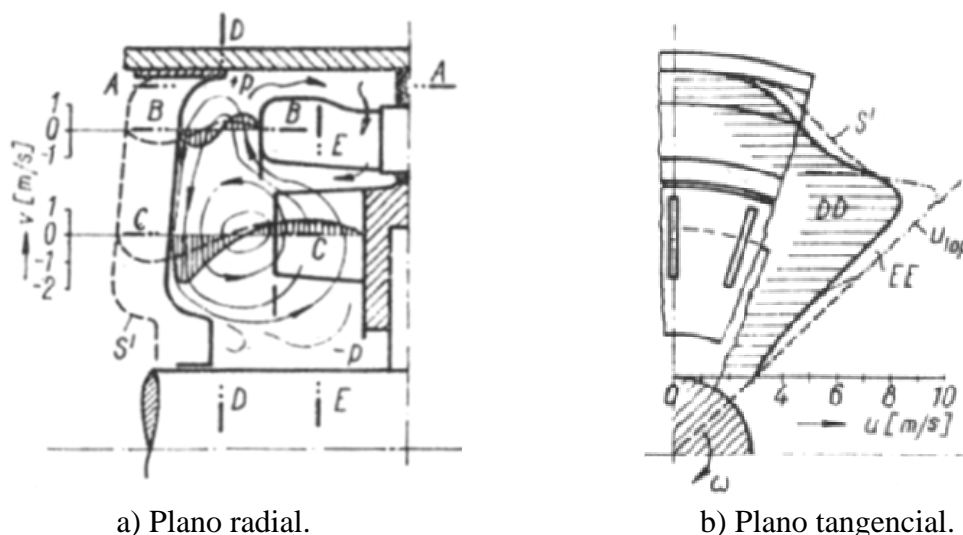 D
A
+p
A
B
B
1
0
-1
E
v [m/s]
C
C
1
0
-1
-2
S'
-p
D
E
S'
DD
u
EE
0
4
6
8
10
u [m/s]
ω
a) Plano radial.
b) Plano tangencial.